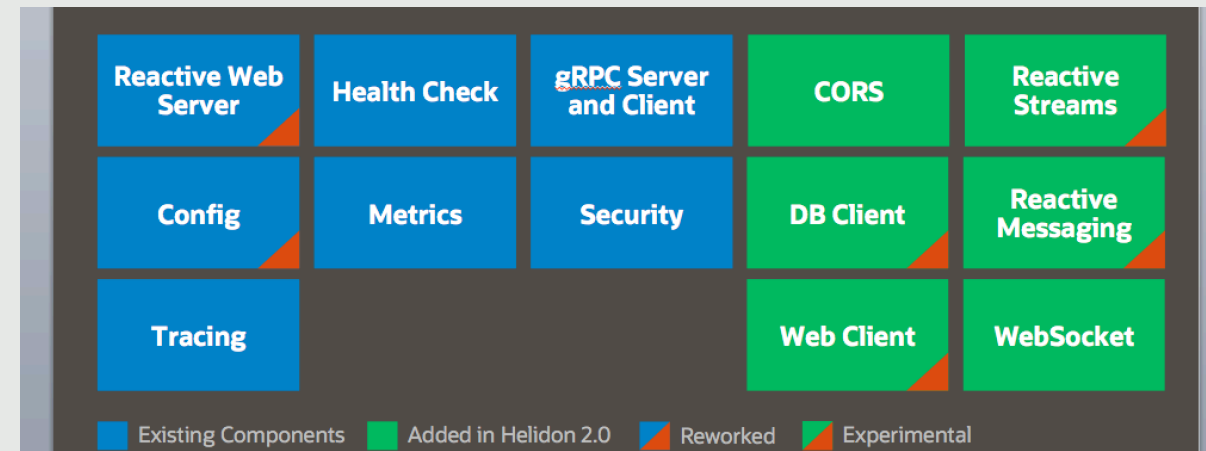 Reactive Web
Server
Health Check
gRPC Server
and Client
CORS
Reactive
Streams
Config
Metrics
Security
DB Client
Reactive
Messaging
Tracing
Web Client
WebSocket
Existing Components
Added in Helidon 2.0
Reworked
Experimental